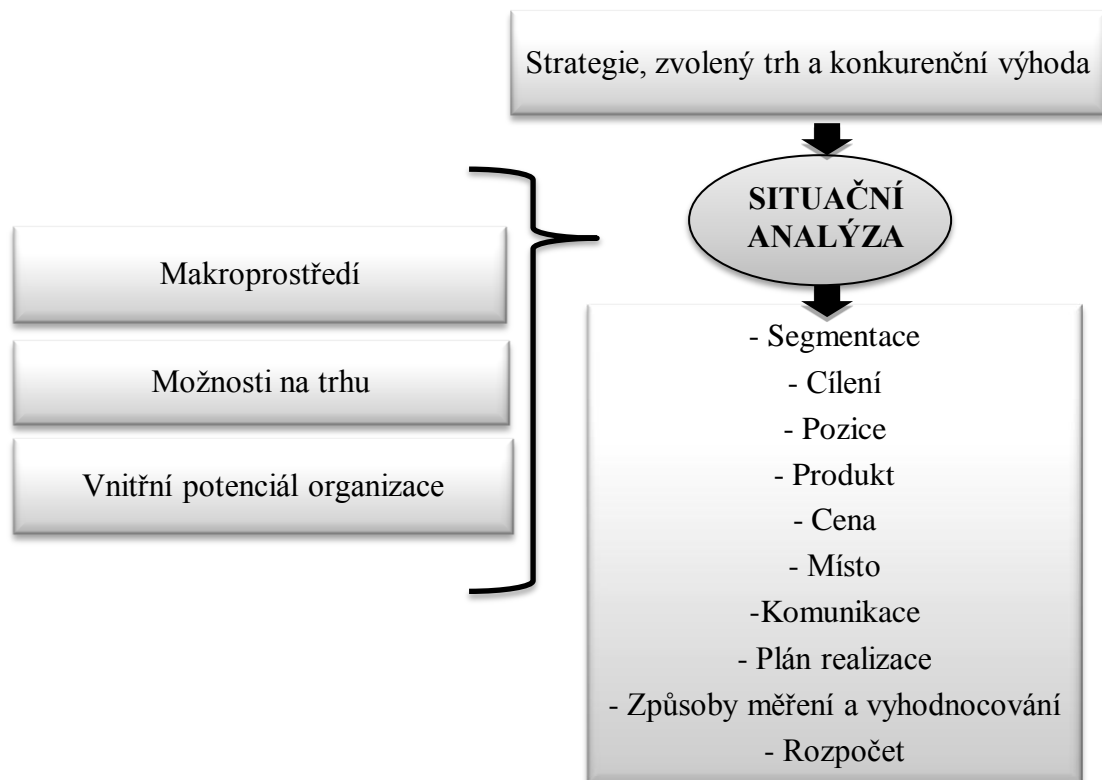 Strategie, zvolený trh a konkurenční výhoda
SITUAČNÍ
ANALÝZA
Makroprostředí
Možnosti na trhu
Vnitřní potenciál organizace
- Segmentace
- Cílení
- Pozice
- Produkt
- Cena
- Místo
-Komunikace
- Plán realizace
- Způsoby měření a vyhodnocování
- Rozpočet